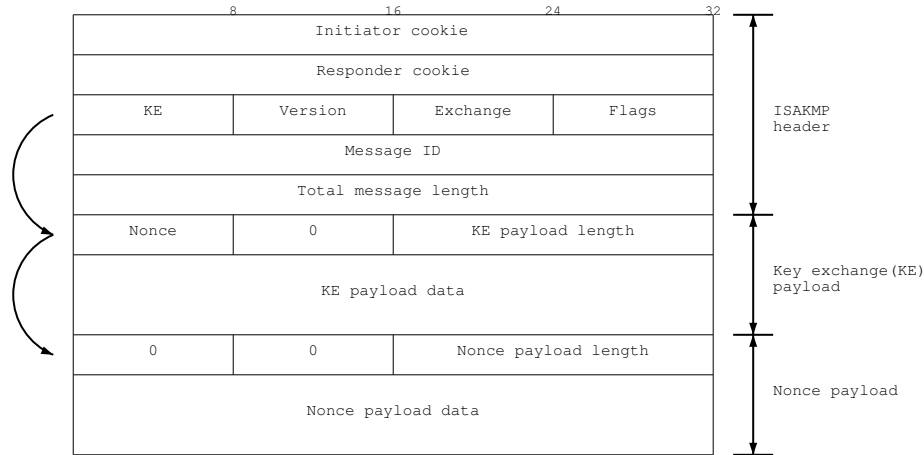 8 16 24 32
Initiator cookie
Responder cookie
KE Version Exchange Flags
ISAKMP
header
Message ID
Total message length
Nonce 0 KE payload length
Key exchange(KE)
payload
KE payload data
0 0 Nonce payload length
Nonce payload
Nonce payload data